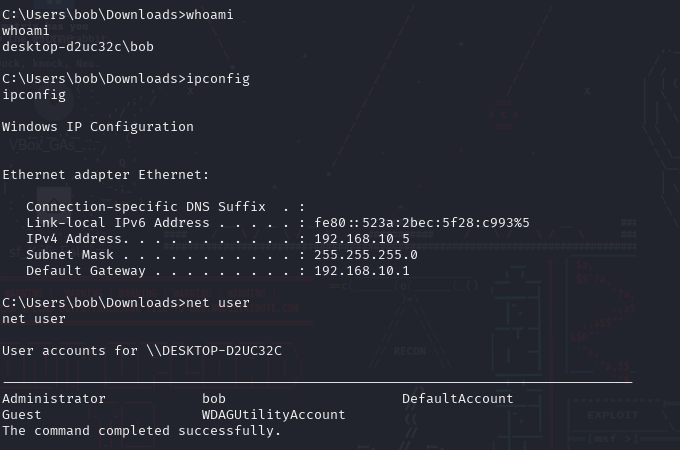 C:\Users\bob\Downloads>whoami
whoami
desktop-d2uc32c\bob
C:\Users\bob\Downloads>ipconfig
ipconfig
Windows IP Configuration
VBox_GAs_
Ethernet adapter Ethernet:
Connection-specific DNS Suffix . :
Link-local IPv6 Address . . . . . : fe80::523a:2bec:5f28:c993%5
IPv4 Address. . . . . . . . . . . : 192.168.10.5
Subnet Mask . . . . . . . . . . . : 255.255.255.0
Default Gateway . . . . . . . . . : 192.168.10.1
C:\Users\bob\Downloads>net user
net user
User accounts for \\DESKTOP-D2UC32C
RECON
Administrator bob DefaultAccount
Guest WDAGUtilityAccount
EXPLOIT
The command completed successfully.